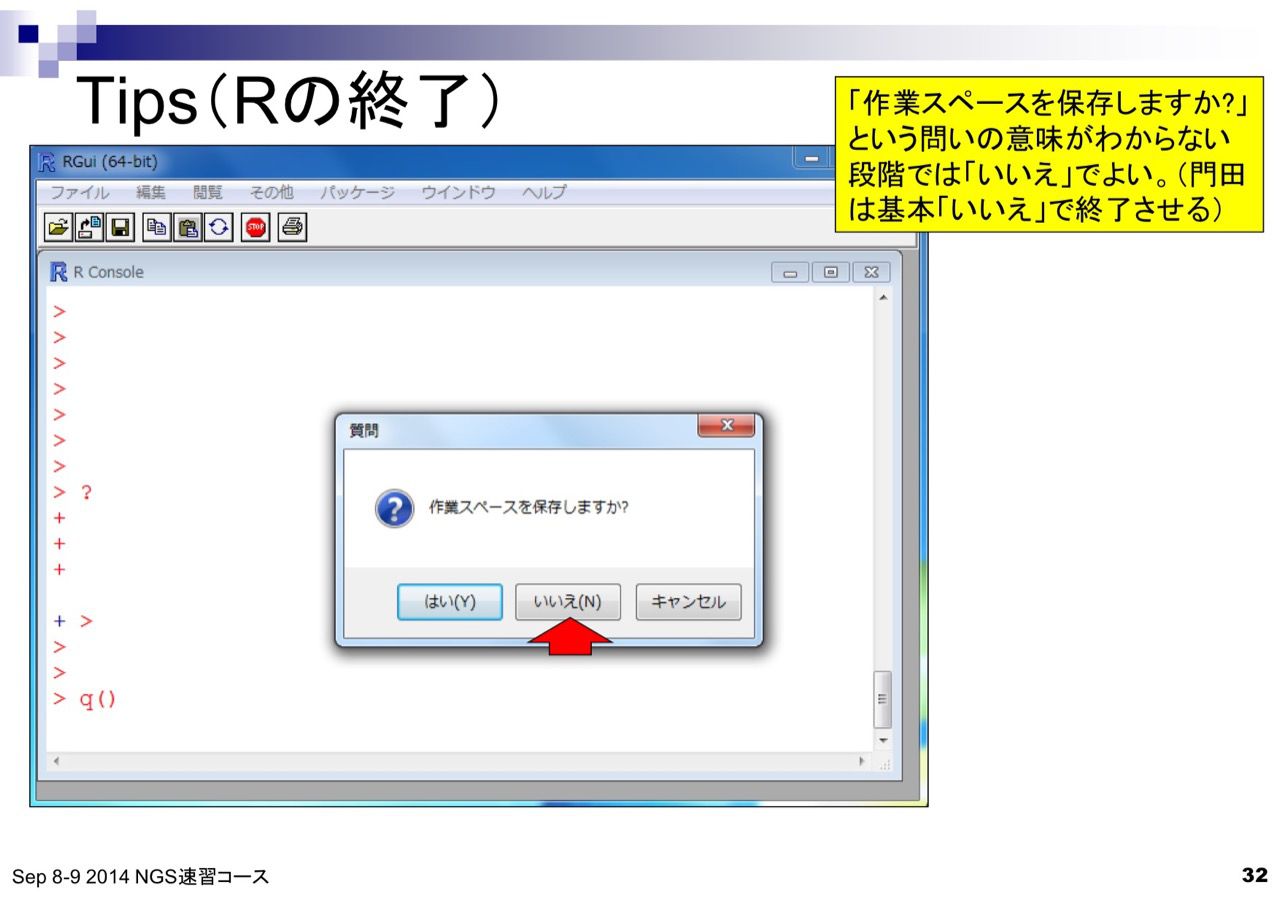 Tips(Rの終了)
「作業スペースを保存しますか?」
という問いの意味がわからない
段階では「いいえ」でよい。(門田
は基本「いいえ」で終了させる)
RGui (64-bit)
ファイル 編集 閲覧 その他 パッケージ ウインドウ ヘルプ
STOP
R Console
>
>
>
>
>
>
>
> ?
+
+
+
+ >
>
>
> q()
質問
作業スペースを保存しますか?
はい(Y) いいえ(N) キャンセル
Sep 8-9 2014 NGS速習コース
32